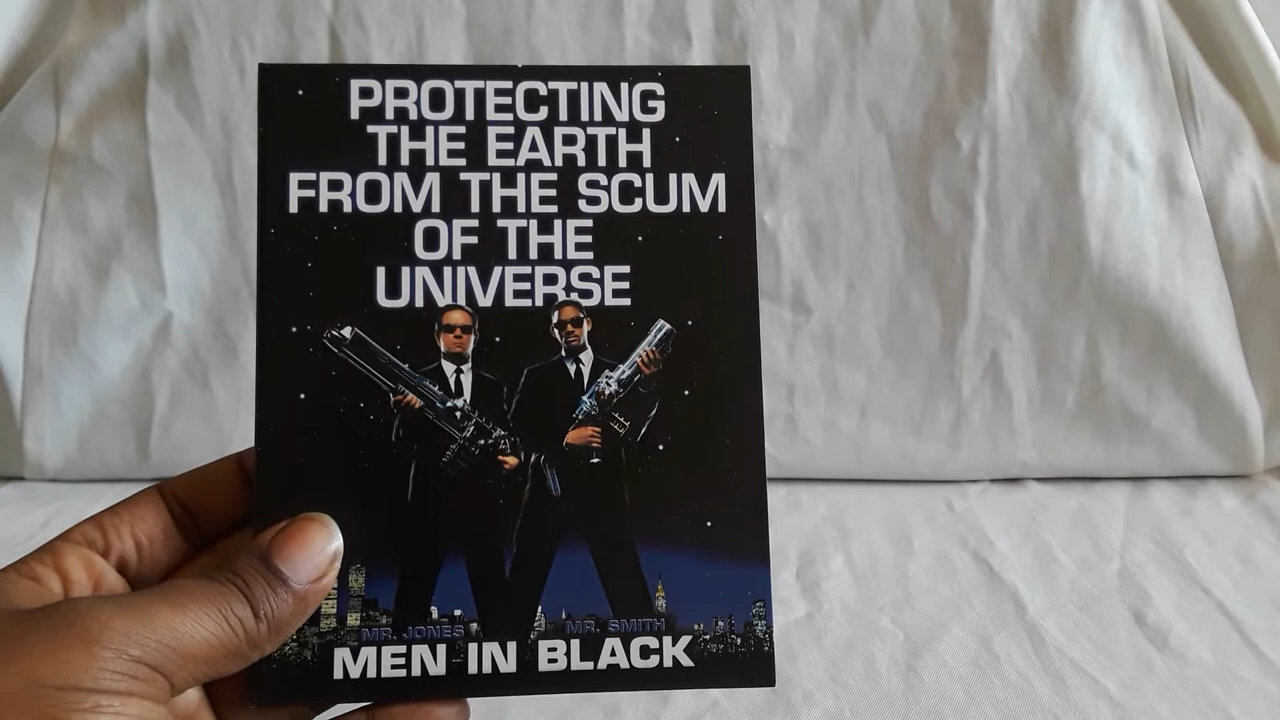 PROTECTING
THE EARTH
FROM THE SCUM
OF THE
UNIVERSE
MR. JONES MR. SMITH
MEN IN BLACK